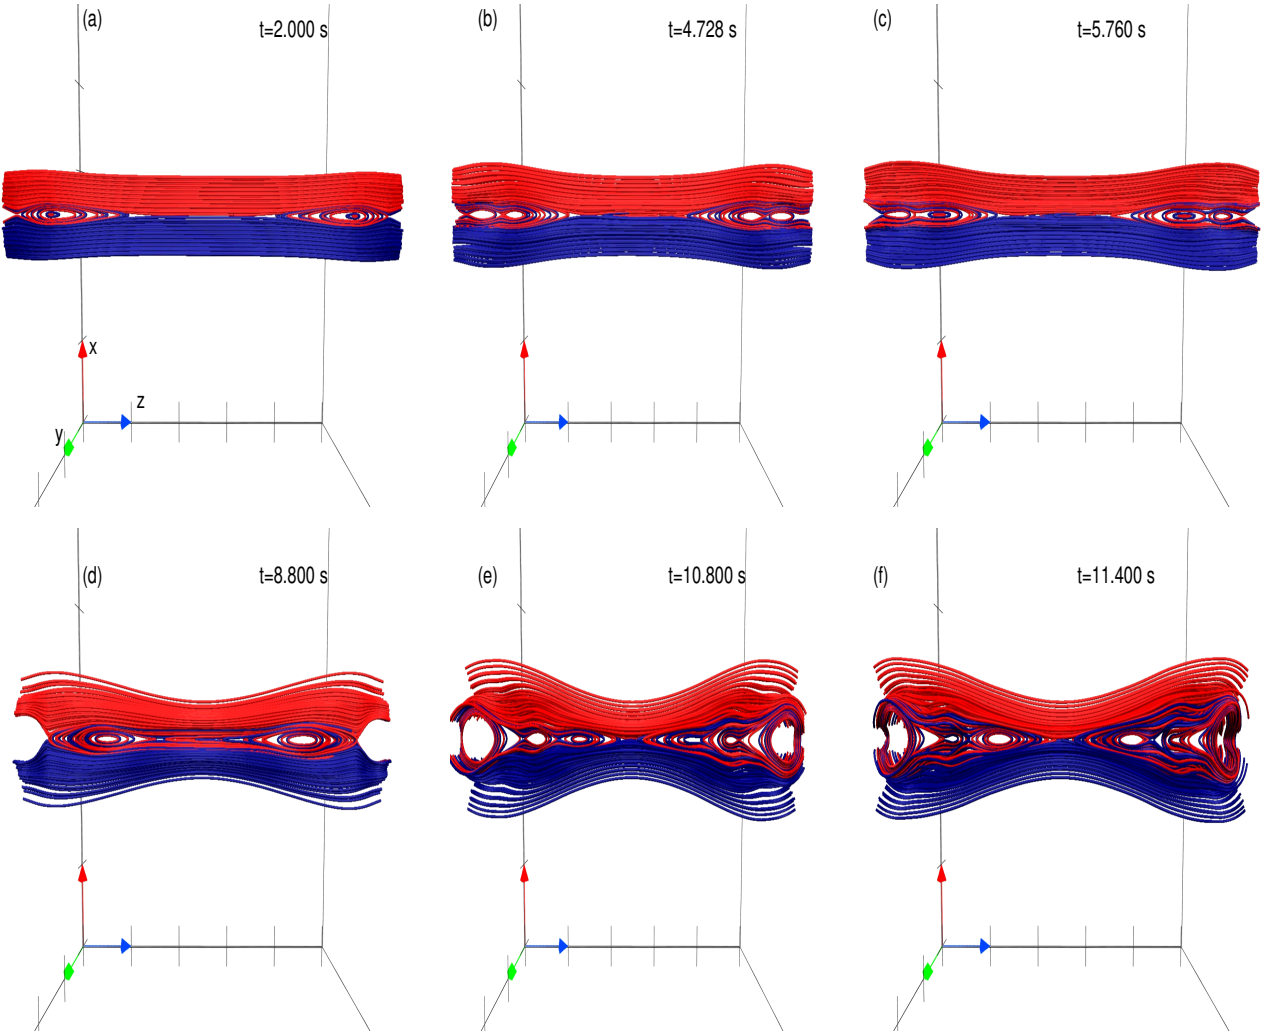 (a)
t=2.000 s
(b)
t=4.728 s
(c)
t=5.760 s
x
z
y
(d)
t=8.800 s
(e)
t=10.800 s
(f)
t=11.400 s